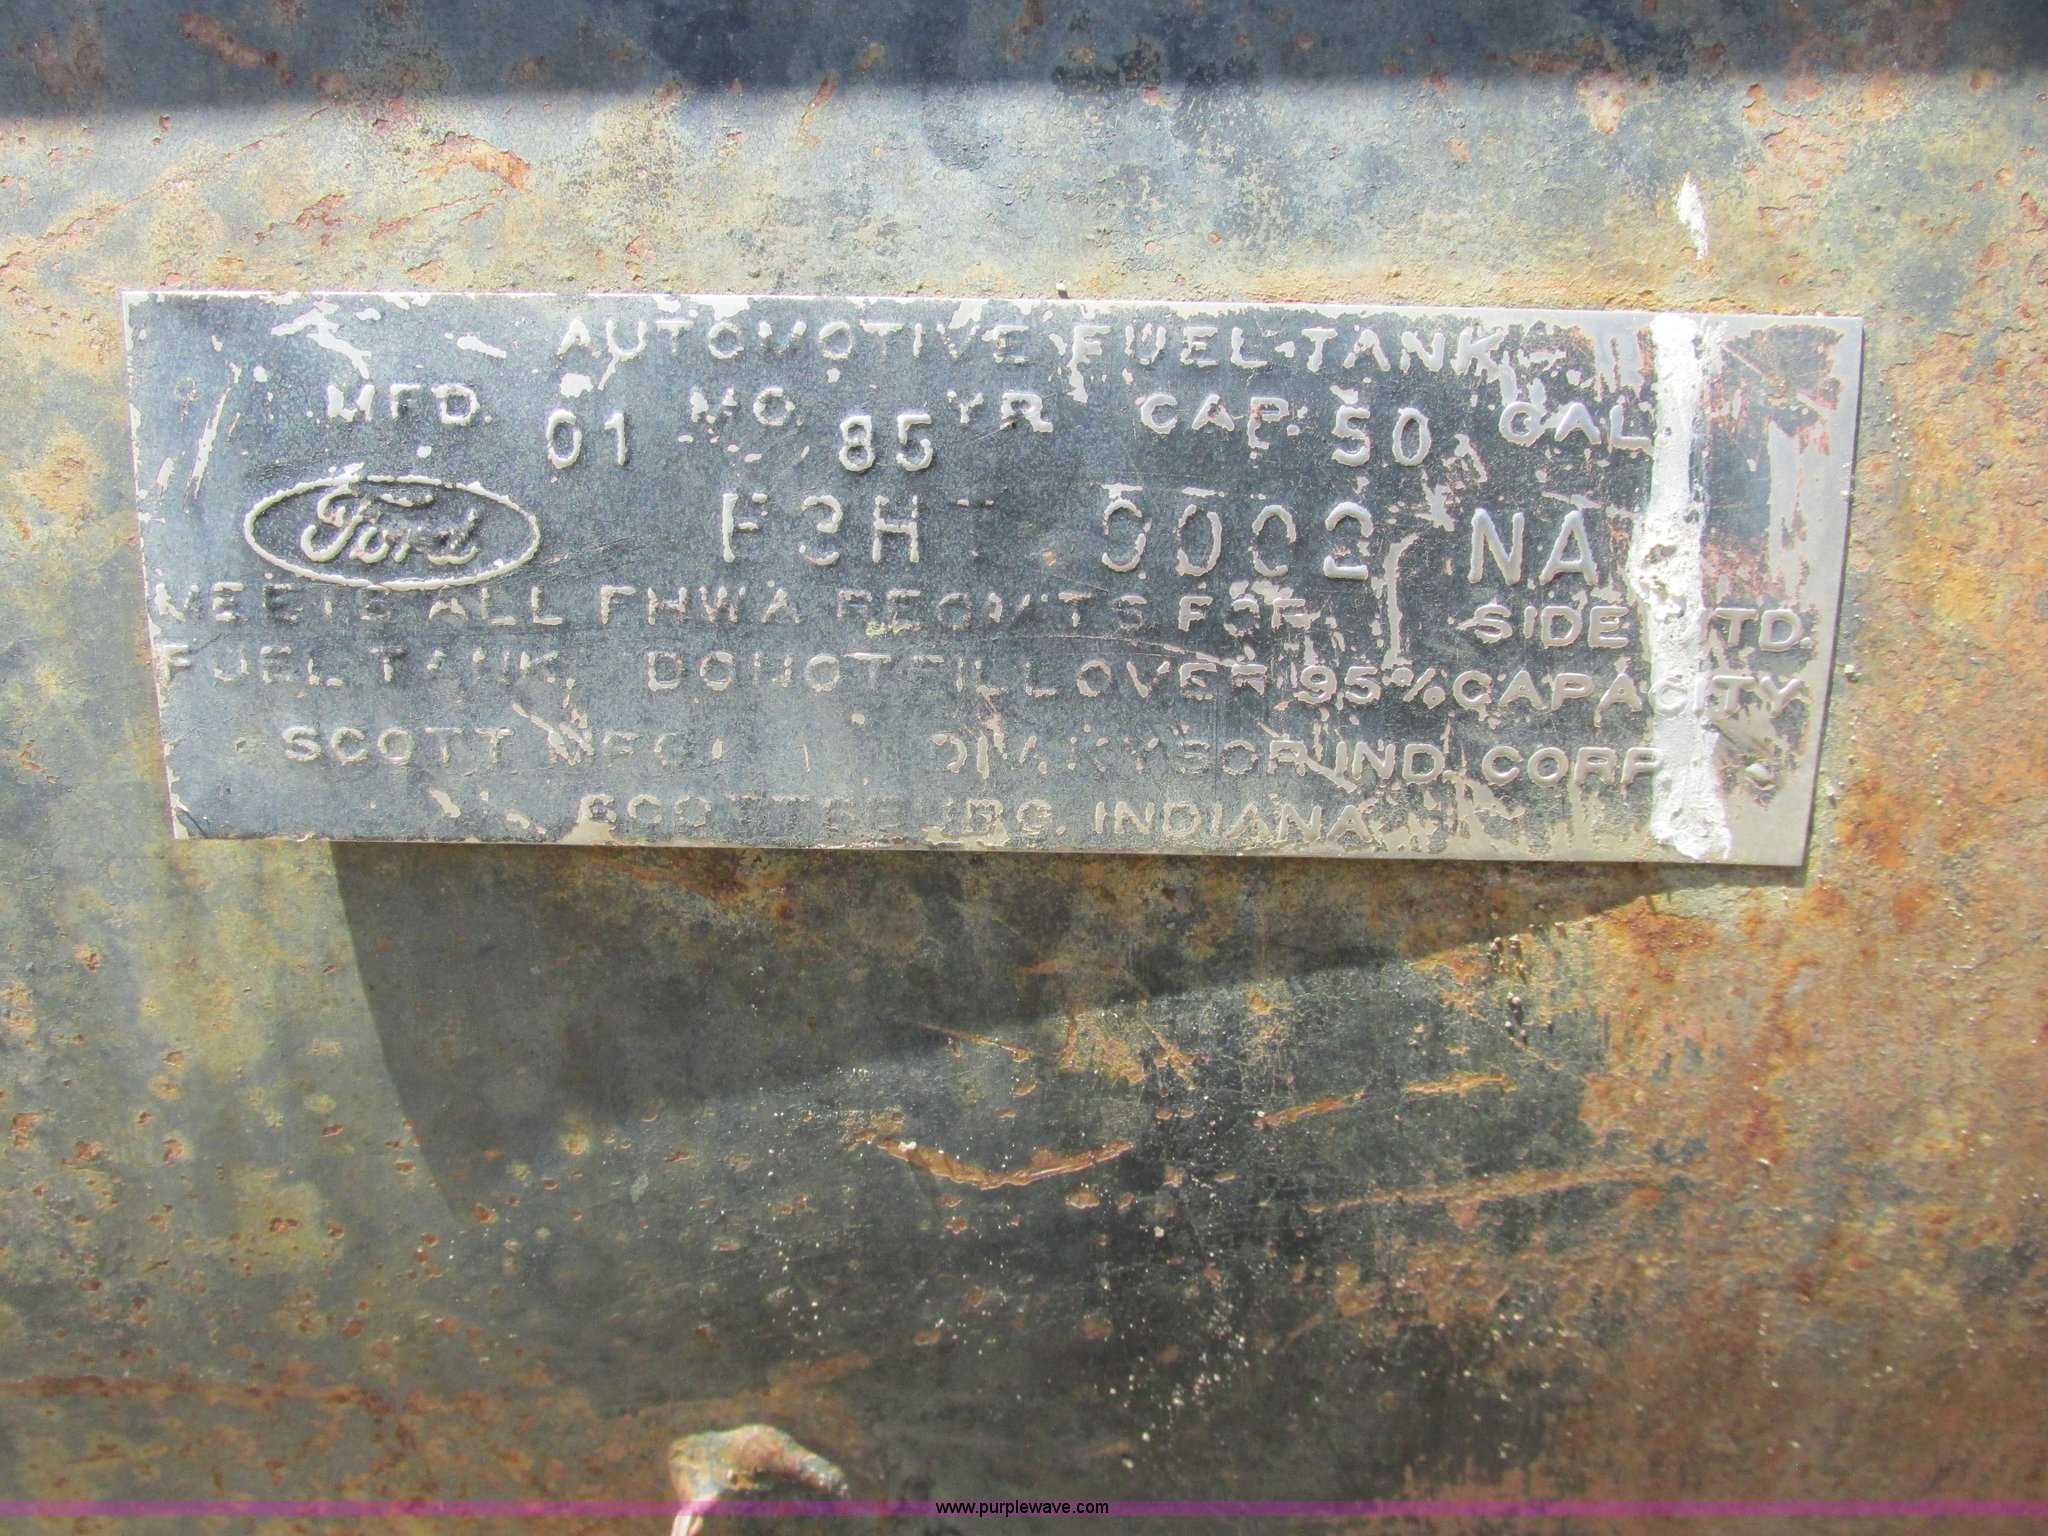 AUTOMOTIVE FUEL TANK
MFD. 01 MO. 85 YR CAP. 50 GAL
Ford 9002 NA
MEETS ALL FHWA REQM'TS FOR SIDE MTD.
FUEL TANK, DO NOT FILL OVER 95% CAPACITY
SCOTT MFG. DIV. KYSOR IND. CORP
SCOTTSBURG, INDIANA
www.purplewave.com